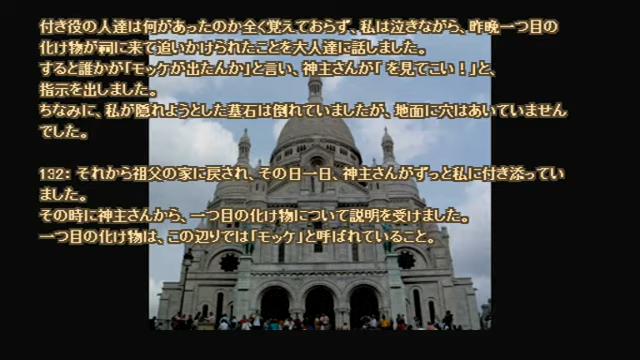 付き役の人達は何があったのか全く覚えておらず、私は泣きながら、昨晩一つ目の
化け物が祠に来て追いかけられたことを大人達に話しました。
すると誰かが「モッケが出たんか」と言い、神主さんが「 を見てこい！」と、
指示を出しました。
ちなみに、私が隠れようとした墓石は倒れていましたが、地面に穴はあいていません
でした。
132: それから祖父の家に戻され、その日一日、神主さんがずっと私に付き添ってい
ました。
その時に神主さんから、一つ目の化け物について説明を受けました。
一つ目の化け物は、この辺りでは「モッケ」と呼ばれていること。